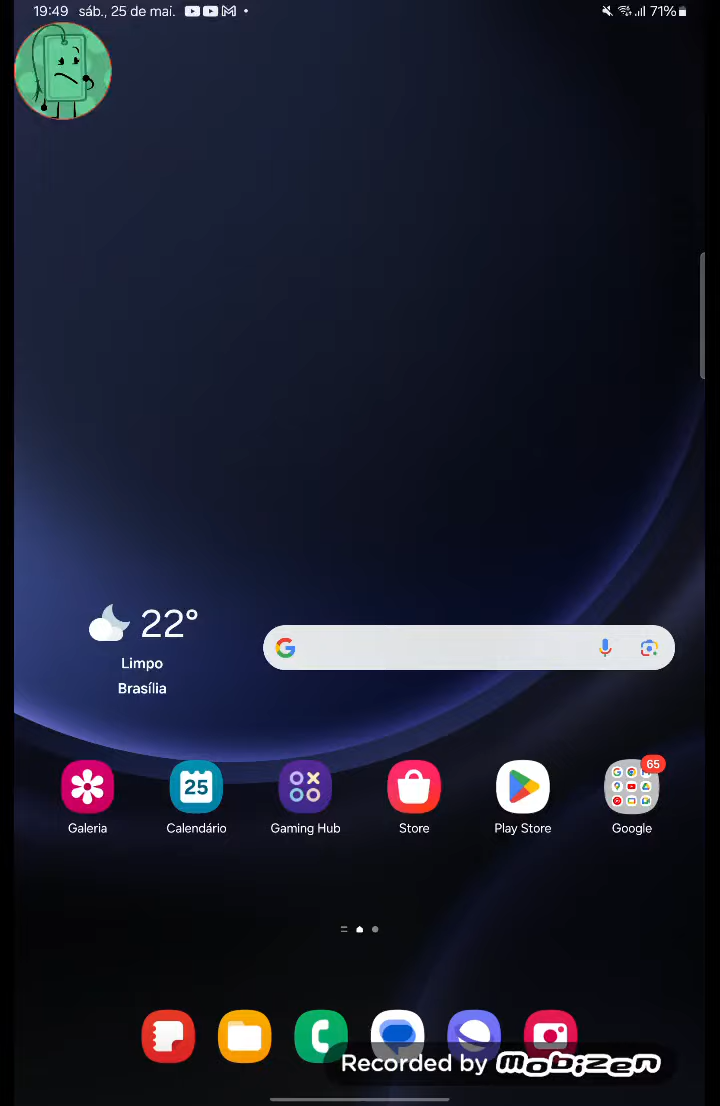 19:49 sáb., 25 de mai. 71%
22°
Limpo
Brasília
25
65
Galeria Calendário Gaming Hub Store Play Store Google
Recorded by mobizen